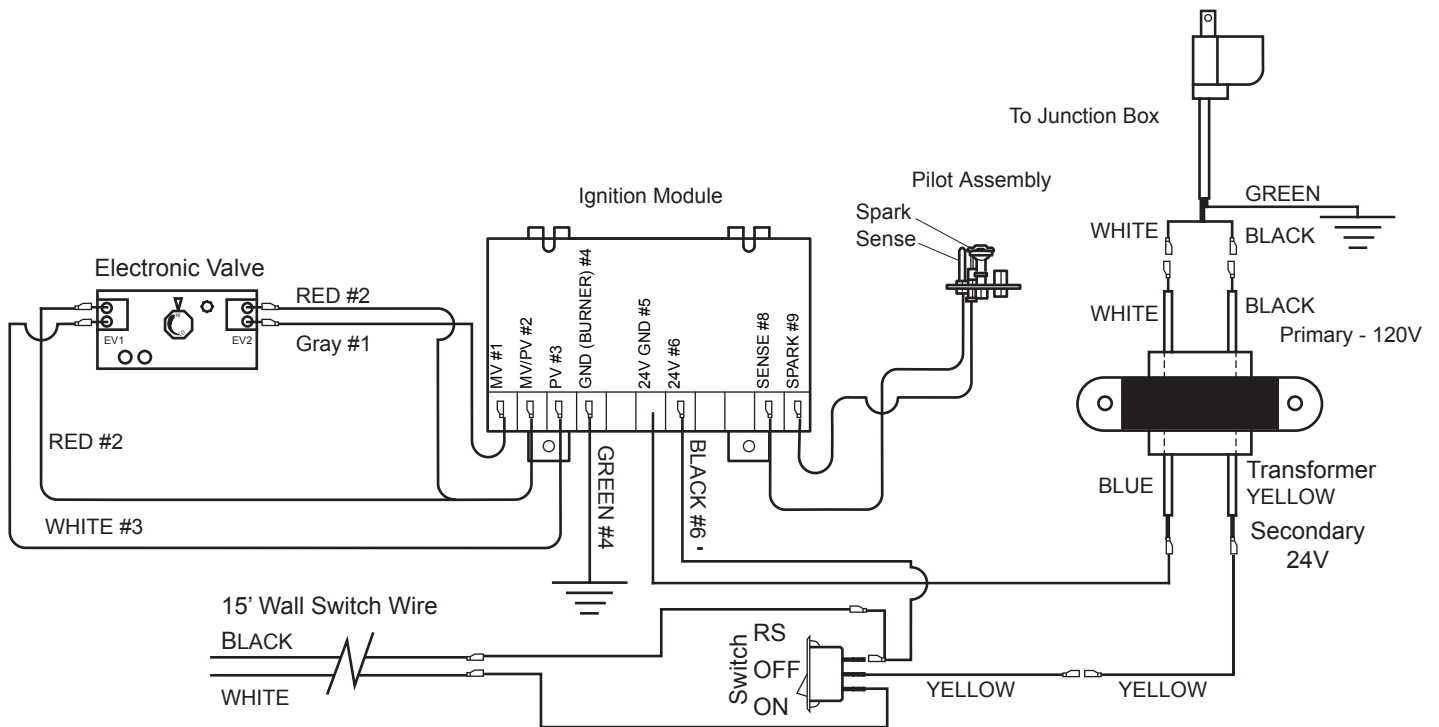 To Junction Box
Ignition Module
Pilot Assembly
Spark
Sense
GREEN
WHITE
BLACK
Electronic Valve
RED #2
Gray #1
EV1
EV2
HI
LO
MV #1
MV/PV #2
PV #3
GND (BURNER) #4
24V GND #5
24V #6
SENSE #8
SPARK #9
WHITE
BLACK
Primary - 120V
RED #2
WHITE #3
GREEN #4
BLACK #6 -
BLUE
Transformer
YELLOW
Secondary
24V
15’ Wall Switch Wire
BLACK
WHITE
Switch
RS
OFF
ON
YELLOW
YELLOW